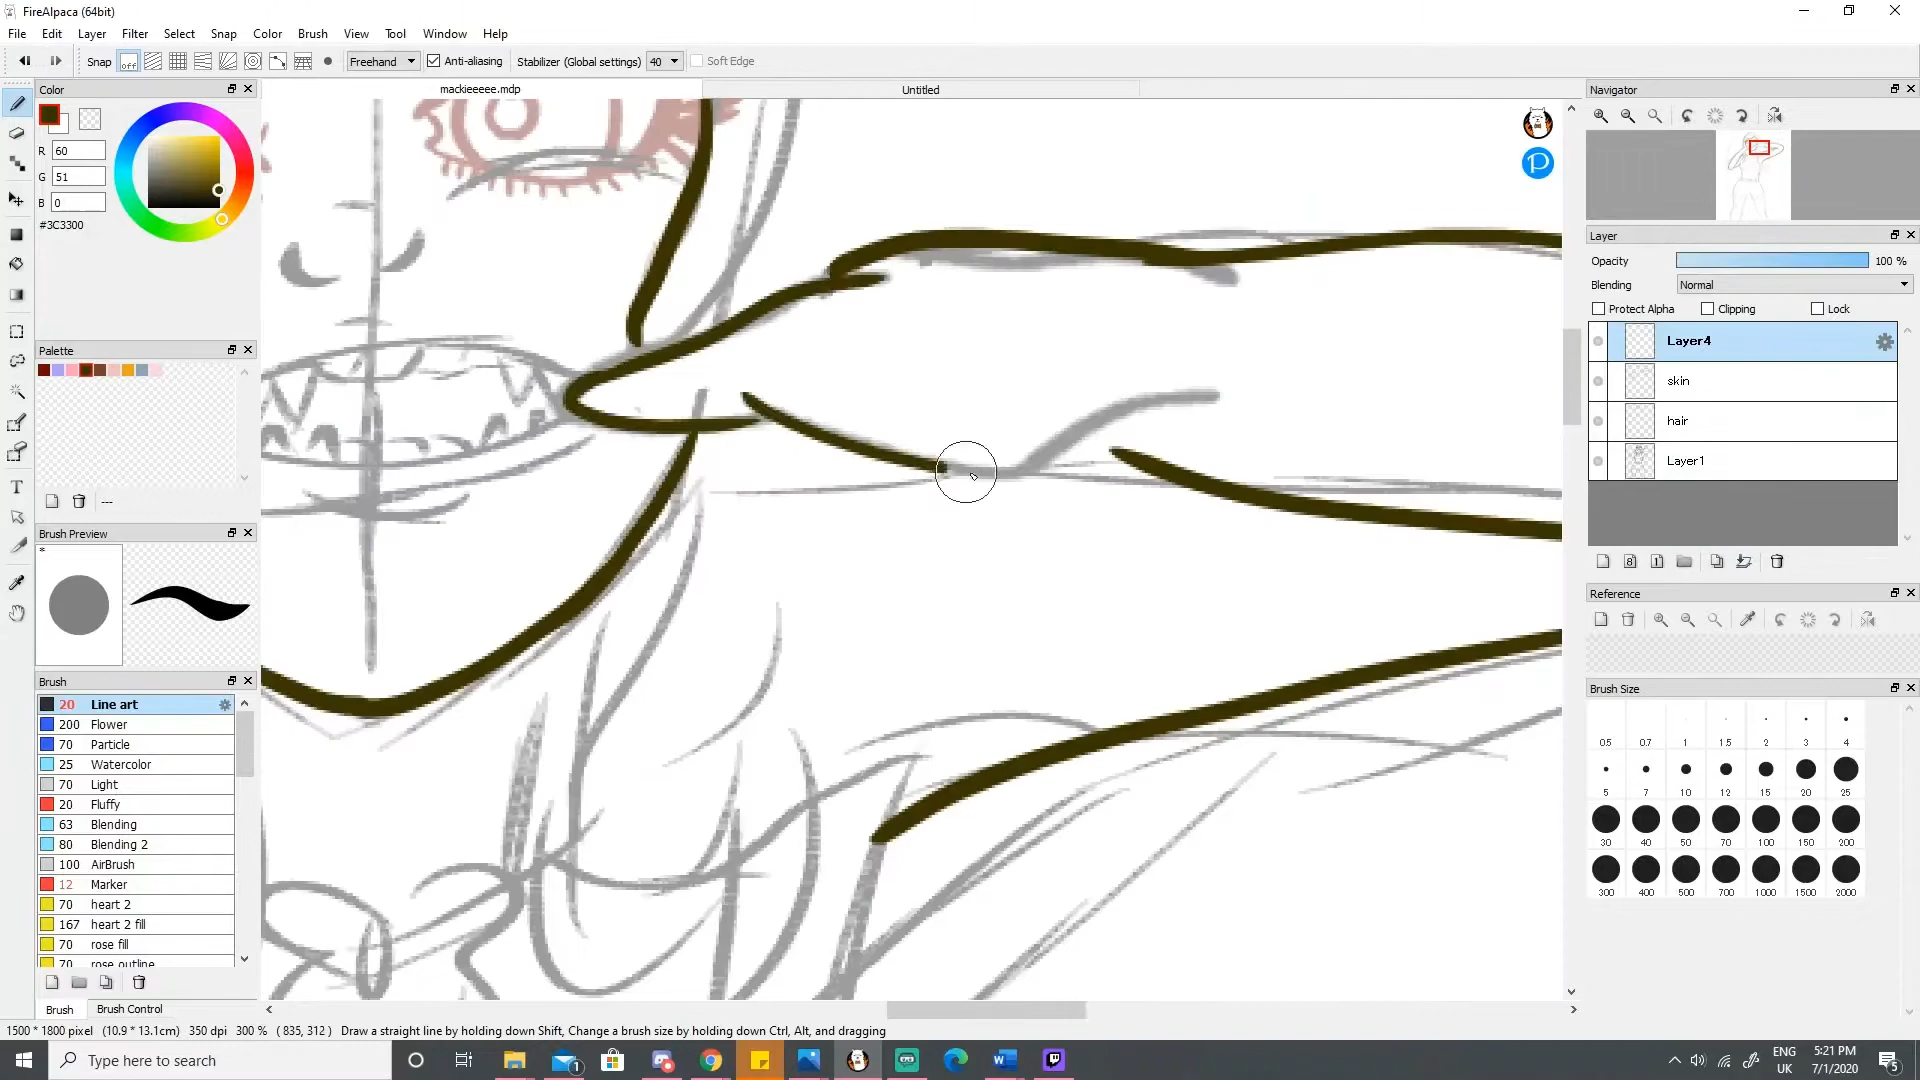 FireAlpaca (64bit)
File Edit Layer Filter Select Snap Color Brush View Tool Window Help
Snap off Freehand Anti-aliasing Stabilizer (Global settings) 40 Soft Edge
Color
mackieeeee.mdp
Untitled
Navigator
R 60
G 51
B 0
#3C3300
Layer
Opacity 100 %
Blending Normal
Protect Alpha Clipping Lock
Layer4
skin
hair
Layer1
Palette
---
Brush Preview
*
Reference
Brush
20 Line art
200 Flower
70 Particle
25 Watercolor
70 Light
20 Fluffy
63 Blending
80 Blending 2
100 AirBrush
12 Marker
70 heart 2
167 heart 2 fill
70 rose fill
70 rose outline
Brush Size
0.5 0.7 1 1.5 2 3 4
5 7 10 12 15 20 25
30 40 50 70 100 150 200
300 400 500 700 1000 1500 2000
Brush Brush Control
1500 * 1800 pixel (10.9 * 13.1cm) 350 dpi 300 % ( 835, 312 ) Draw a straight line by holding down Shift, Change a brush size by holding down Ctrl, Alt, and dragging
Type here to search
1
ENG
UK
5:21 PM
7/1/2020
5